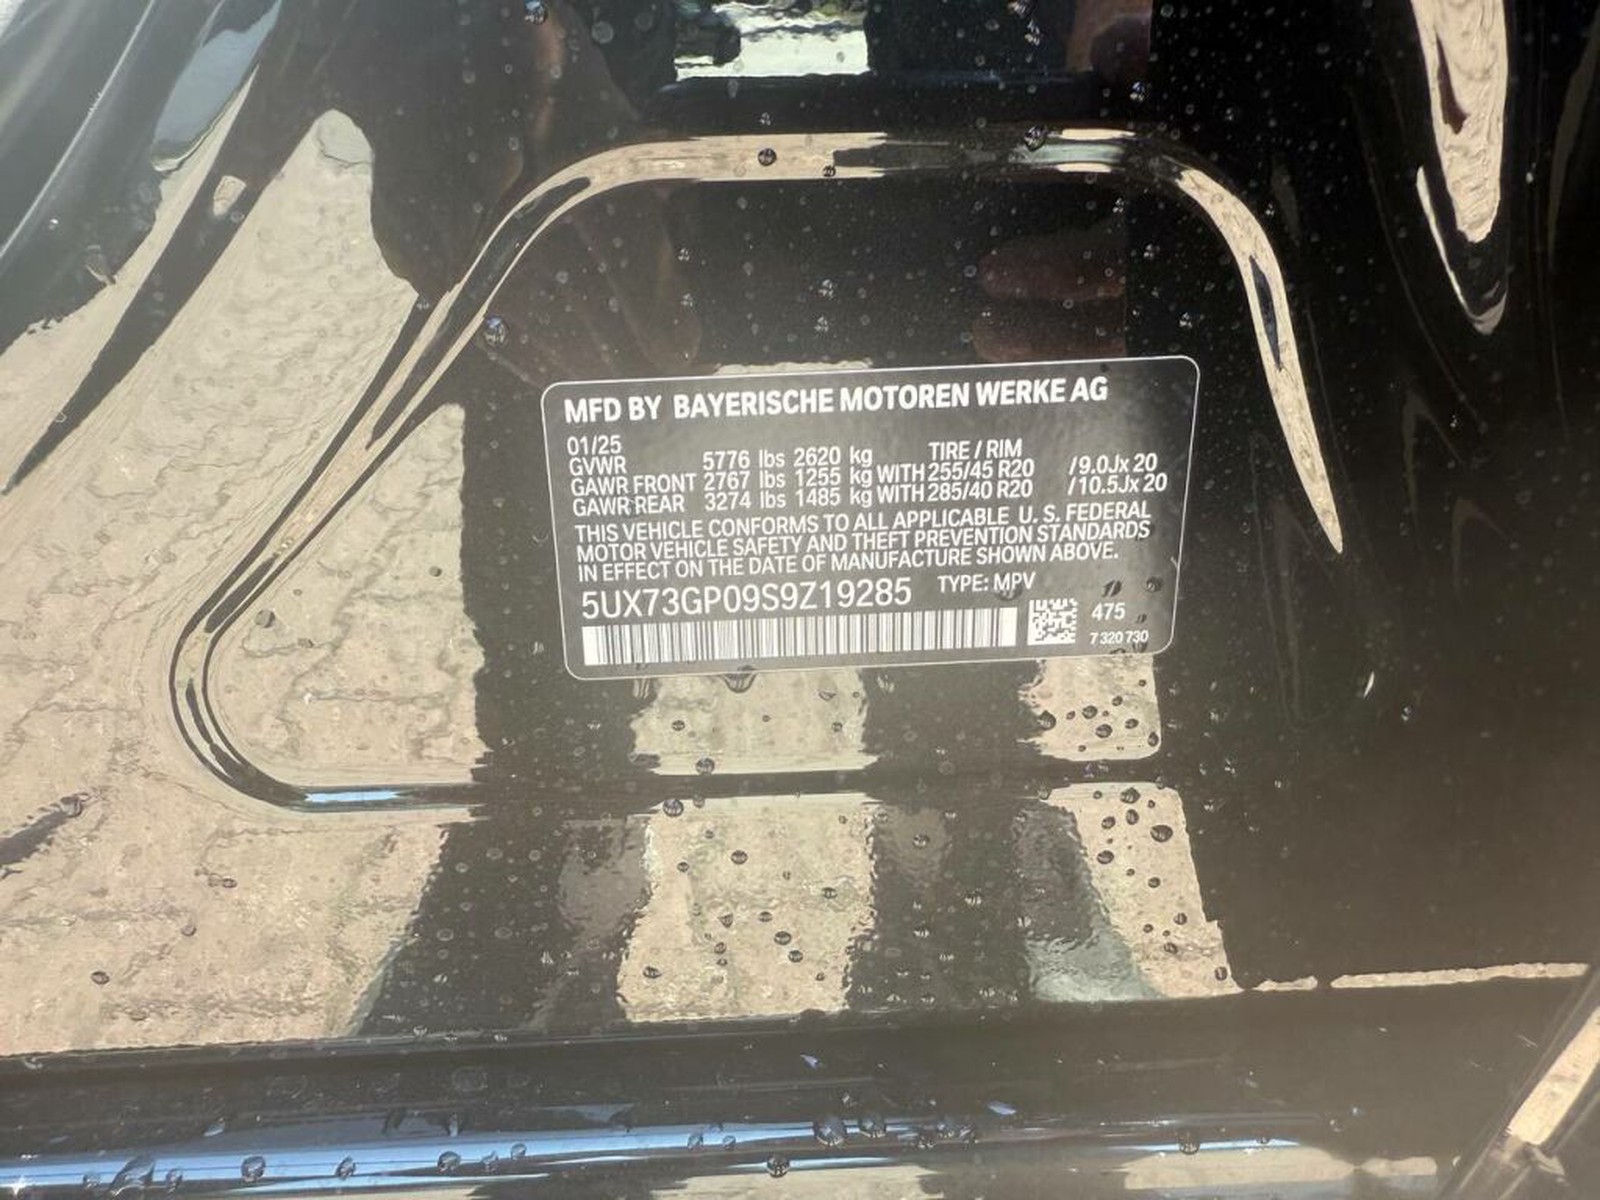 MFD BY BAYERISCHE MOTOREN WERKE AG
01/25
GVWR 5776 lbs 2620 kg TIRE / RIM
GAWR FRONT 2767 lbs 1255 kg WITH 255/45 R20 /9.0Jx 20
GAWR REAR 3274 lbs 1485 kg WITH 285/40 R20 /10.5Jx 20
THIS VEHICLE CONFORMS TO ALL APPLICABLE U. S. FEDERAL
MOTOR VEHICLE SAFETY AND THEFT PREVENTION STANDARDS
IN EFFECT ON THE DATE OF MANUFACTURE SHOWN ABOVE.
5UX73GP09S9Z19285 TYPE: MPV
475
7 320 730